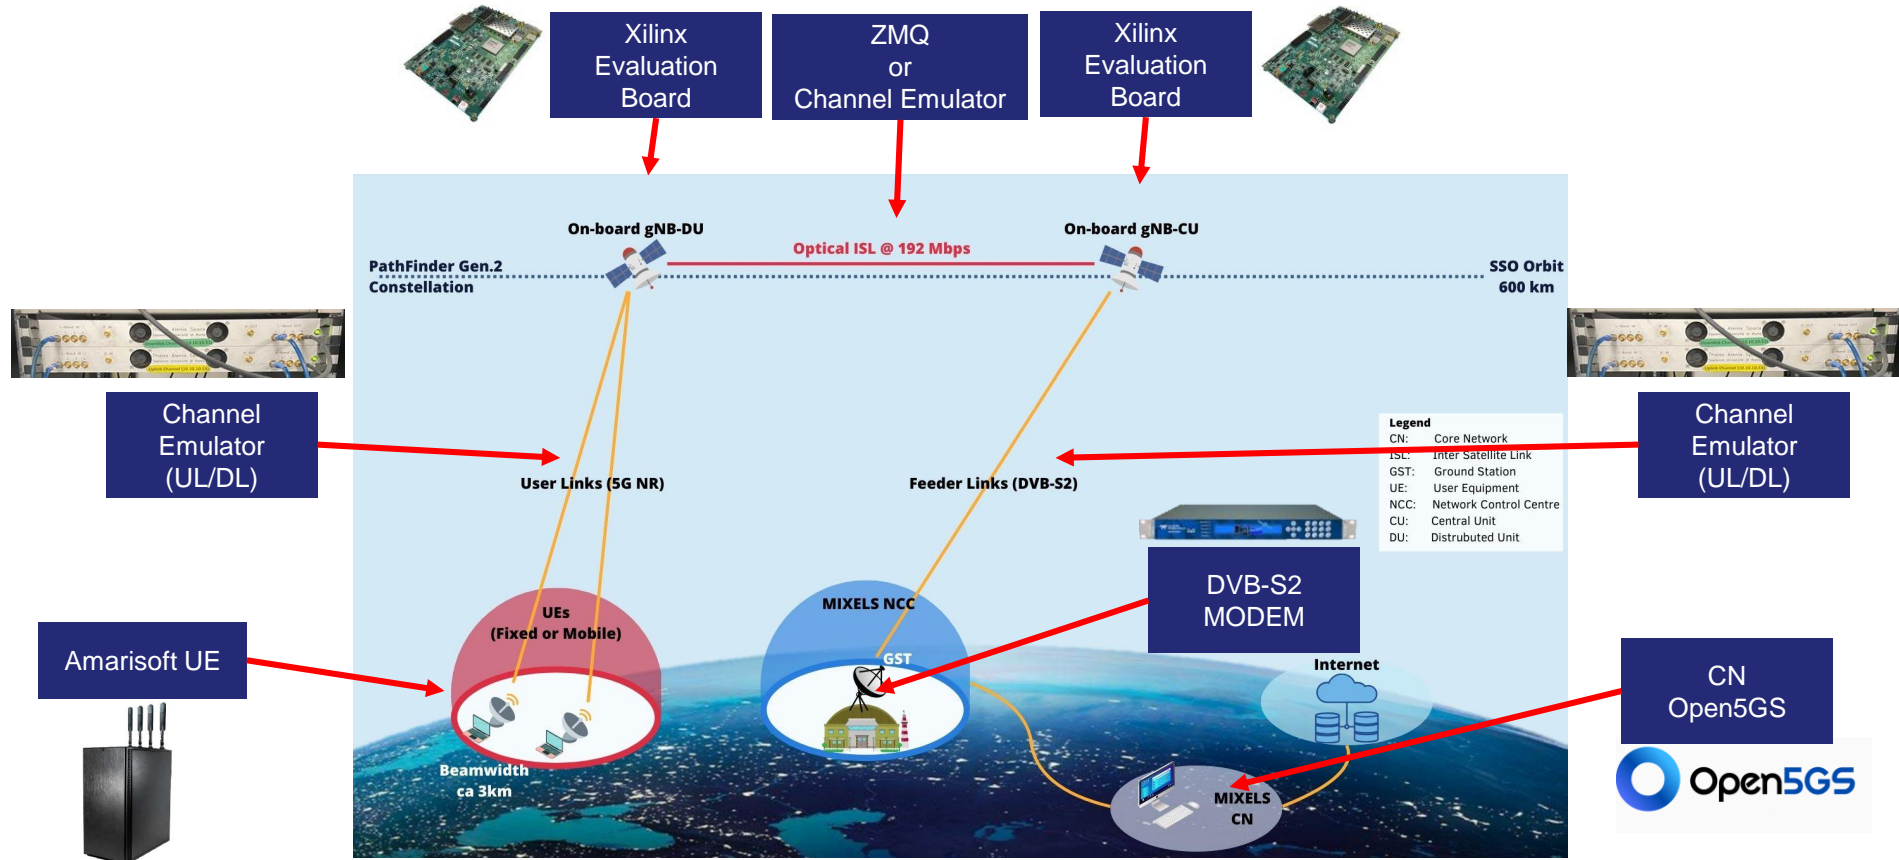 Xilinx
Evaluation
Board
ZMQ
or
Channel Emulator
Xilinx
Evaluation
Board
On-board gNB-DU
On-board gNB-CU
Optical ISL @ 192 Mbps
PathFinder Gen.2
Constellation
SSO Orbit
600 km
Channel
Emulator
(UL/DL)
Channel
Emulator
(UL/DL)
User Links (5G NR)
Feeder Links (DVB-S2)
Legend
CN: Core Network
ISL: Inter Satellite Link
GST: Ground Station
UE: User Equipment
NCC: Network Control Centre
CU: Central Unit
DU: Distrubuted Unit
DVB-S2
MODEM
UEs
(Fixed or Mobile)
MIXELS NCC
GST
Amarisoft UE
Internet
CN
Open5GS
Beamwidth
ca 3km
MIXELS
CN
Open5GS